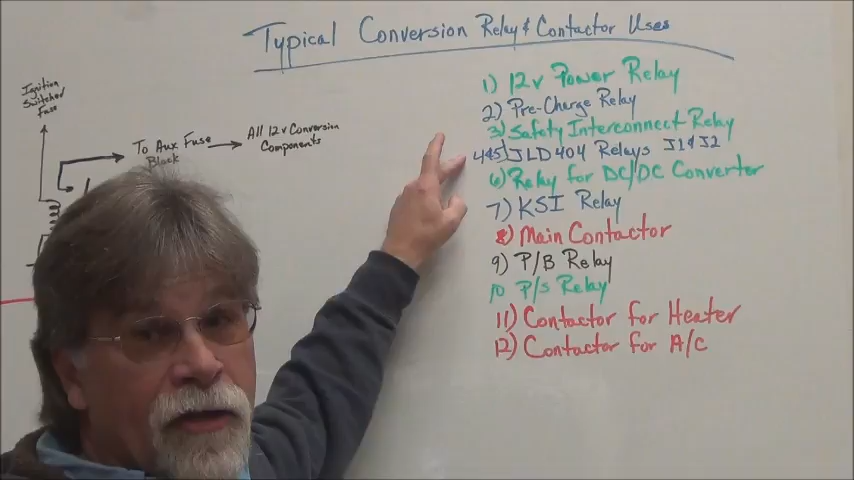 Typical Conversion Relay & Contactor Uses
Ignition
Switched
Fuse
To Aux Fuse
Block
All 12v Conversion
Components
1) 12v Power Relay
2) Pre-Charge Relay
3) Safety Interconnect Relay
4&5) JLD404 Relays J1&J2
6) Relay for DC/DC Converter
7) KSI Relay
8) Main Contactor
9) P/B Relay
10 P/S Relay
11) Contactor for Heater
12) Contactor for A/C